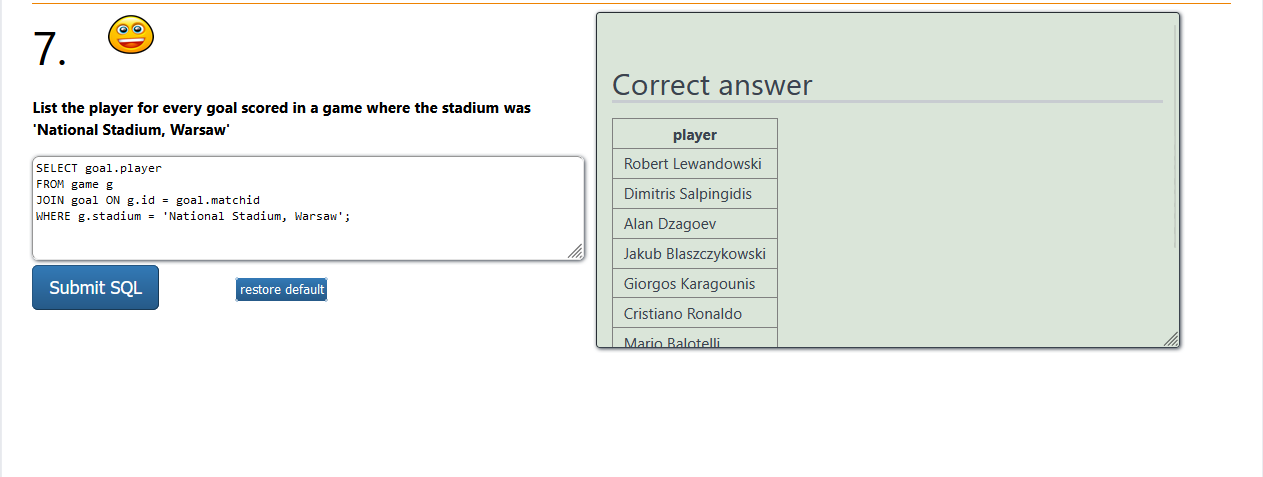 7.
List the player for every goal scored in a game where the stadium was
'National Stadium, Warsaw'
SELECT goal.player
FROM game g
JOIN goal ON g.id = goal.matchid
WHERE g.stadium = 'National Stadium, Warsaw';
Submit SQL
restore default
Correct answer
player
Robert Lewandowski
Dimitris Salpingidis
Alan Dzagoev
Jakub Blaszczykowski
Giorgos Karagounis
Cristiano Ronaldo
Mario Balotelli